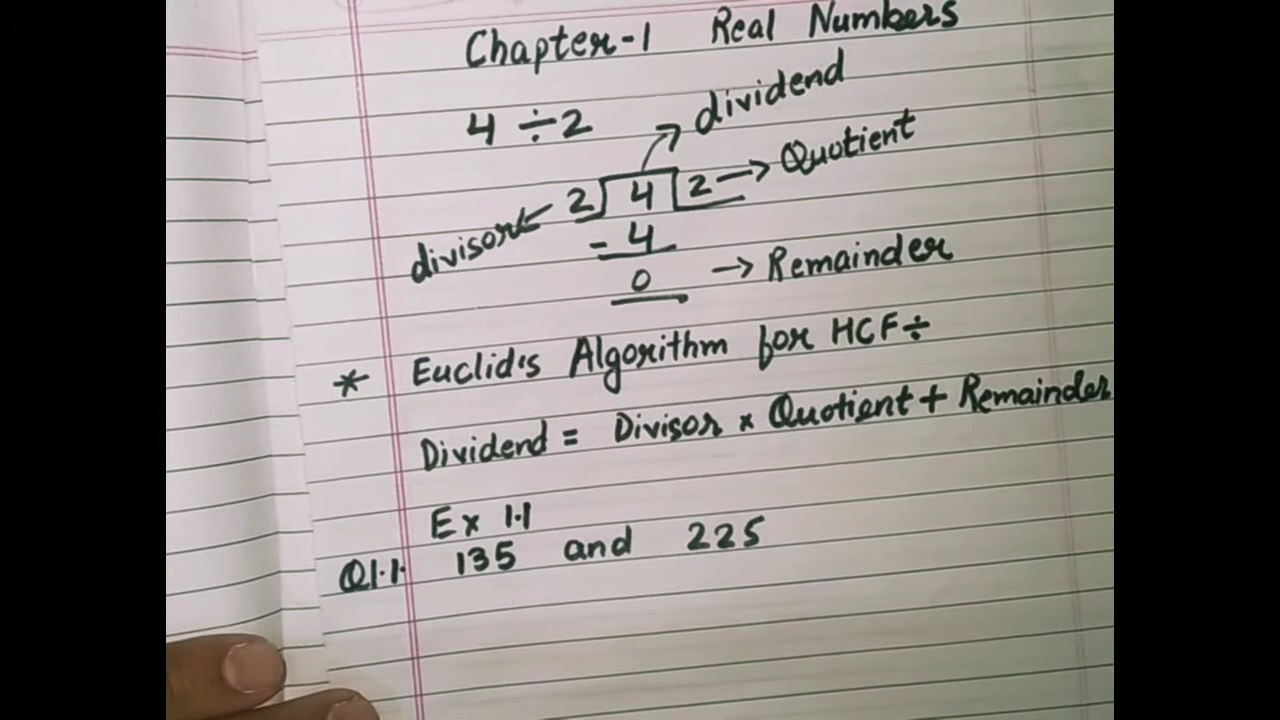 Chapter-1 Real Numbers
4 ÷ 2
dividend
Quotient
2 4 2
divisor
- 4
0 → Remainder
* Euclid's Algorithm for HCF÷
Dividend = Divisor × Quotient + Remainder
Ex 1.1
Q1.1. 135 and 225